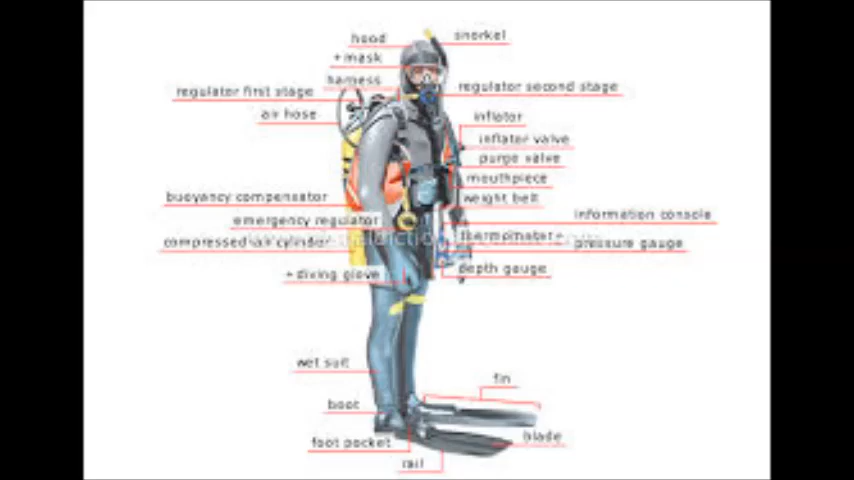 hood
snorkel
+mask
harness
regulator second stage
regulator first stage
air hose
inflator
inflator valve
purge valve
mouthpiece
buoyancy compensator
weight belt
emergency regulator
information console
thermometer+
compressed air cylinder
pressure gauge
+diving glove
depth gauge
wet suit
fin
boot
foot pocket
blade
rail